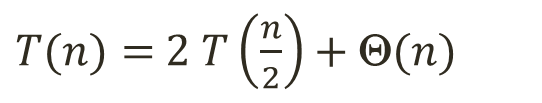 T(n) = 2 T(n/2) + Θ(n)